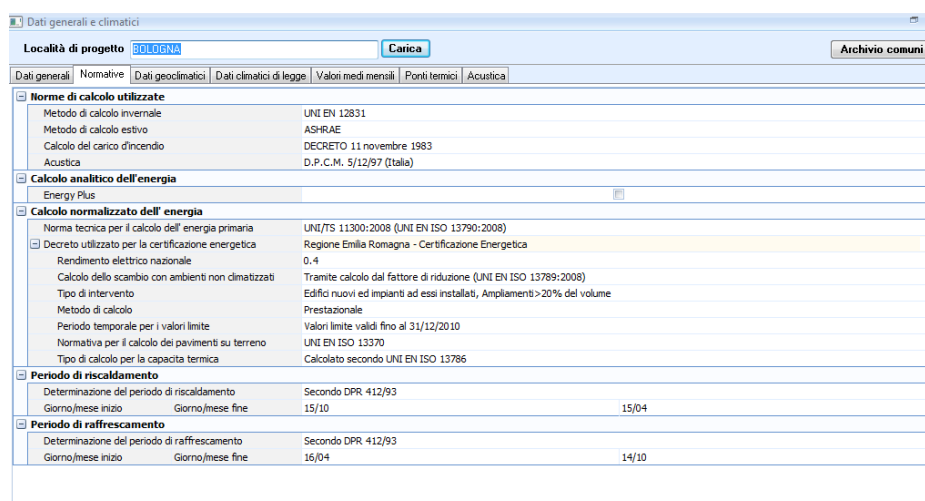 Dati generali e climatici
Località di progetto BOLOGNA Carica Archivio comuni
Dati generali Normative Dati geoclimatici Dati climatici di legge Valori medi mensili Ponti termici Acustica
Norme di calcolo utilizzate
Metodo di calcolo invernale UNI EN 12831
Metodo di calcolo estivo ASHRAE
Calcolo del carico d'incendio DECRETO 11 novembre 1983
Acustica D.P.C.M. 5/12/97 (Italia)
Calcolo analitico dell'energia
Energy Plus
Calcolo normalizzato dell' energia
Norma tecnica per il calcolo dell' energia primaria UNI/TS 11300:2008 (UNI EN ISO 13790:2008)
Decreto utilizzato per la certificazione energetica Regione Emilia Romagna - Certificazione Energetica
Rendimento elettrico nazionale 0.4
Calcolo dello scambio con ambienti non climatizzati Tramite calcolo dal fattore di riduzione (UNI EN ISO 13789:2008)
Tipo di intervento Edifici nuovi ed impianti ad essi installati, Ampliamenti>20% del volume
Metodo di calcolo Prestazionale
Periodo temporale per i valori limite Valori limite validi fino al 31/12/2010
Normativa per il calcolo dei pavimenti su terreno UNI EN ISO 13370
Tipo di calcolo per la capacita termica Calcolato secondo UNI EN ISO 13786
Periodo di riscaldamento
Determinazione del periodo di riscaldamento Secondo DPR 412/93
Giorno/mese inizio Giorno/mese fine 15/10 15/04
Periodo di raffrescamento
Determinazione del periodo di raffrescamento Secondo DPR 412/93
Giorno/mese inizio Giorno/mese fine 16/04 14/10